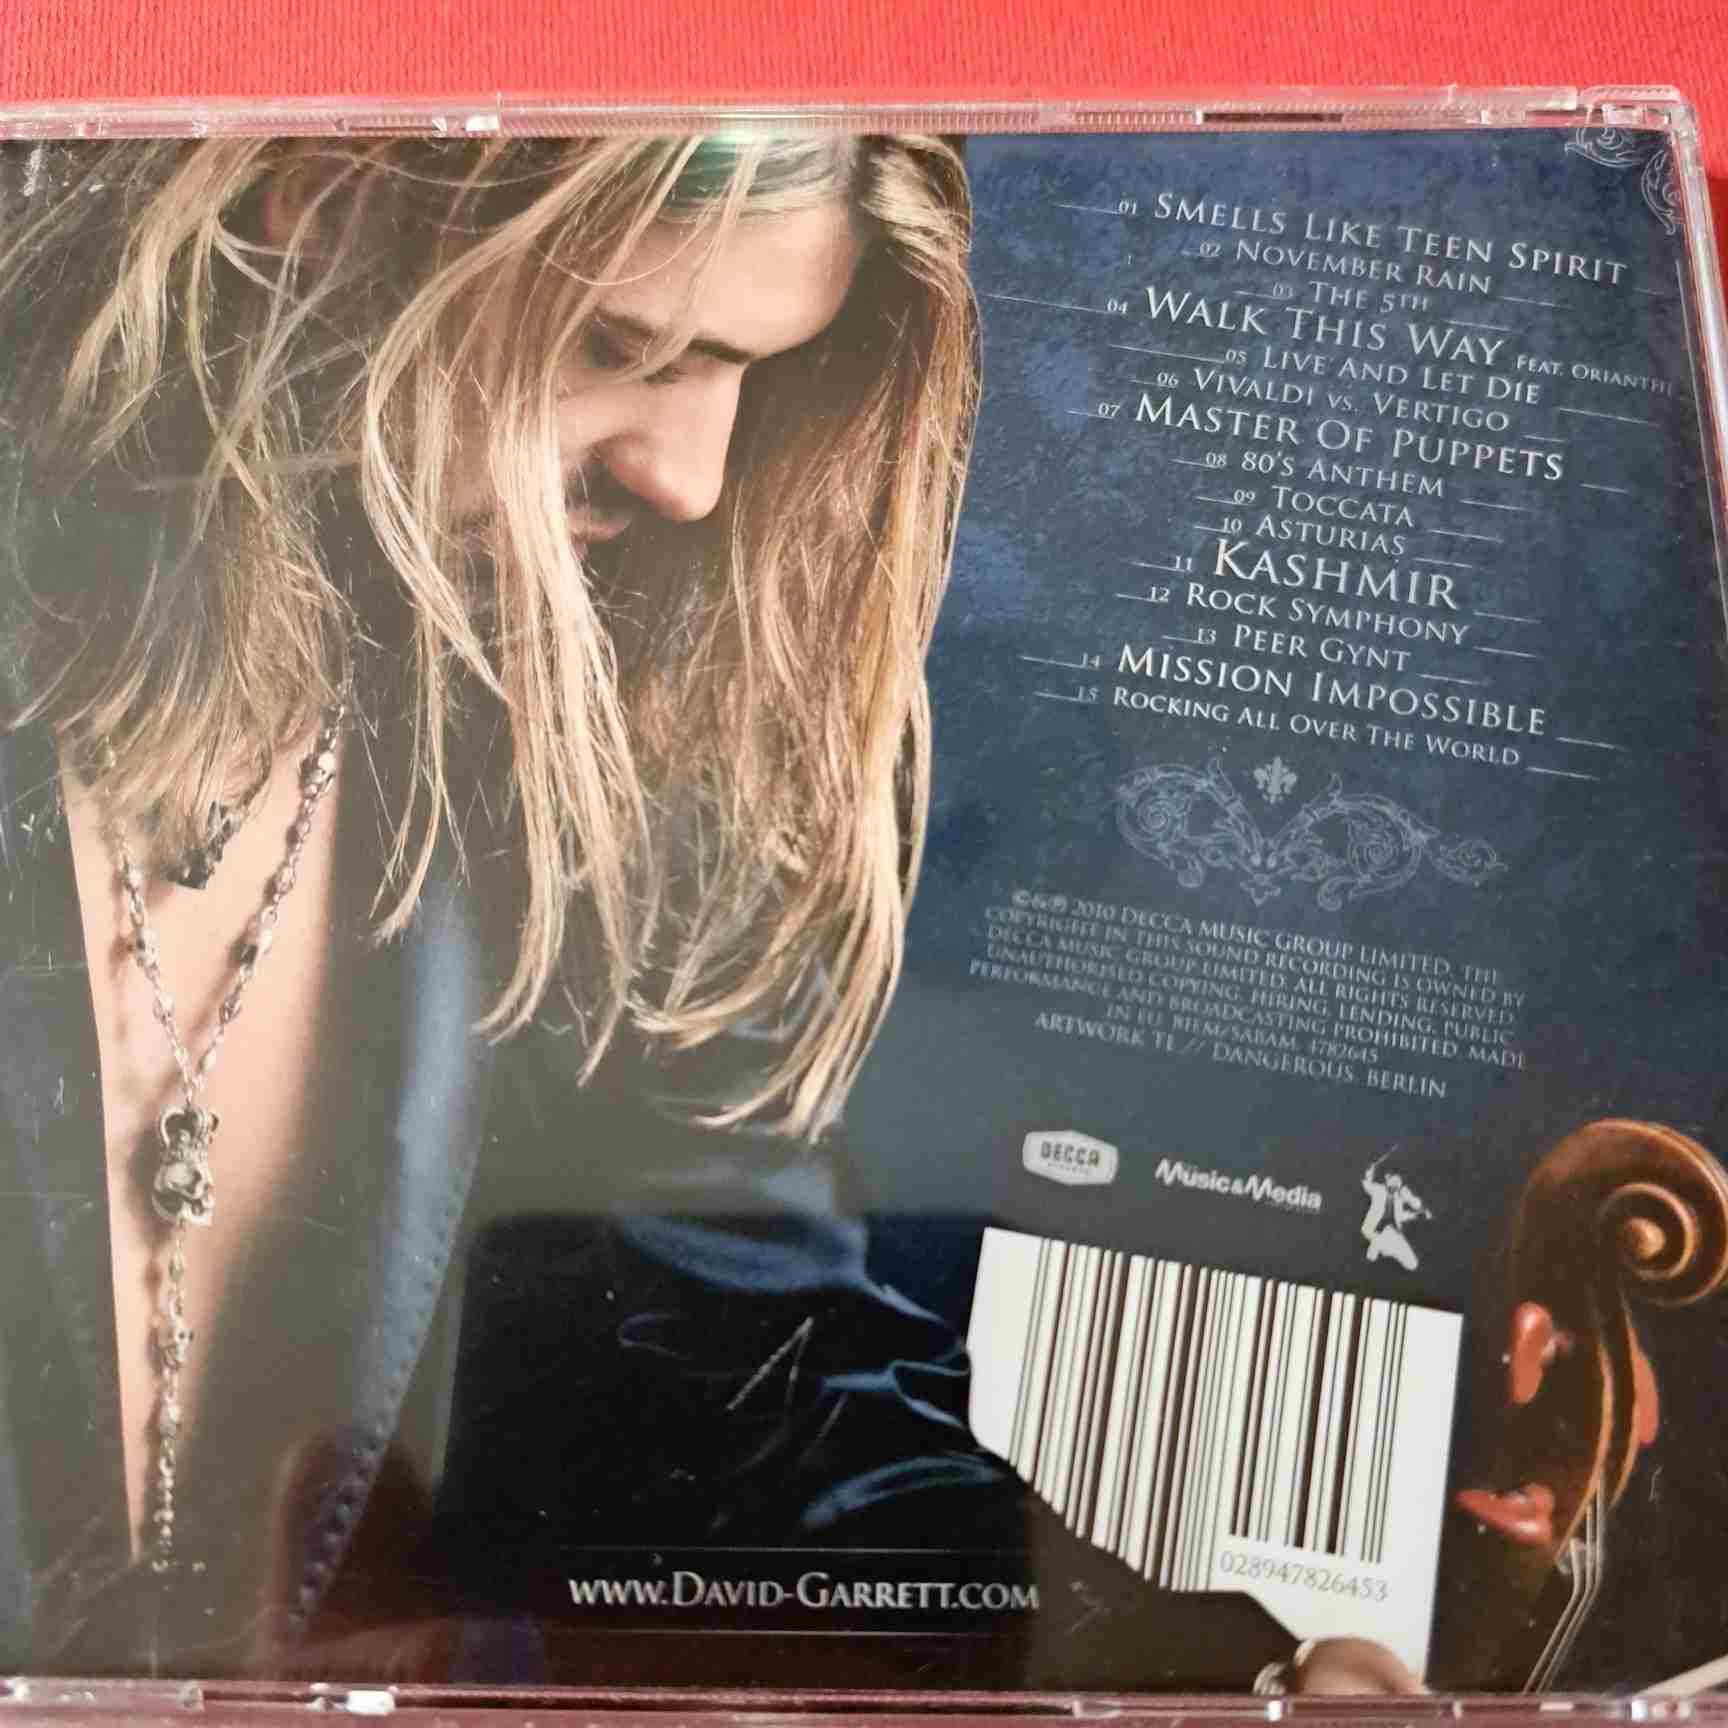 01 SMELLS LIKE TEEN SPIRIT
02 NOVEMBER RAIN
03 THE 5TH
04 WALK THIS WAY FEAT. ORIANTHI
05 LIVE AND LET DIE
06 VIVALDI VS. VERTIGO
07 MASTER OF PUPPETS
08 80'S ANTHEM
09 TOCCATA
10 ASTURIAS
11 KASHMIR
12 ROCK SYMPHONY
13 PEER GYNT
14 MISSION IMPOSSIBLE
15 ROCKING ALL OVER THE WORLD
©&℗ 2010 DECCA MUSIC GROUP LIMITED. THE
COPYRIGHT IN THIS SOUND RECORDING IS OWNED BY
DECCA MUSIC GROUP LIMITED. ALL RIGHTS RESERVED
UNAUTHORISED COPYING, HIRING, LENDING, PUBLIC
PERFORMANCE AND BROADCASTING PROHIBITED. MADE
IN EU. BIEM/SABAM. 4782645
ARTWORK TL // DANGEROUS. BERLIN
DECCA
Music&Media
028947826453
WWW.DAVID-GARRETT.COM